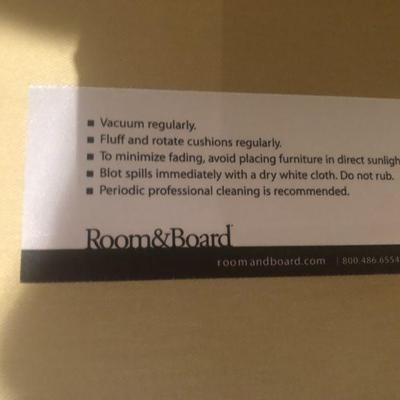 ▪ Vacuum regularly.
▪ Fluff and rotate cushions regularly.
▪ To minimize fading, avoid placing furniture in direct sunligh
▪ Blot spills immediately with a dry white cloth. Do not rub.
▪ Periodic professional cleaning is recommended.
Room&Board
roomandboard.com | 800.486.6554